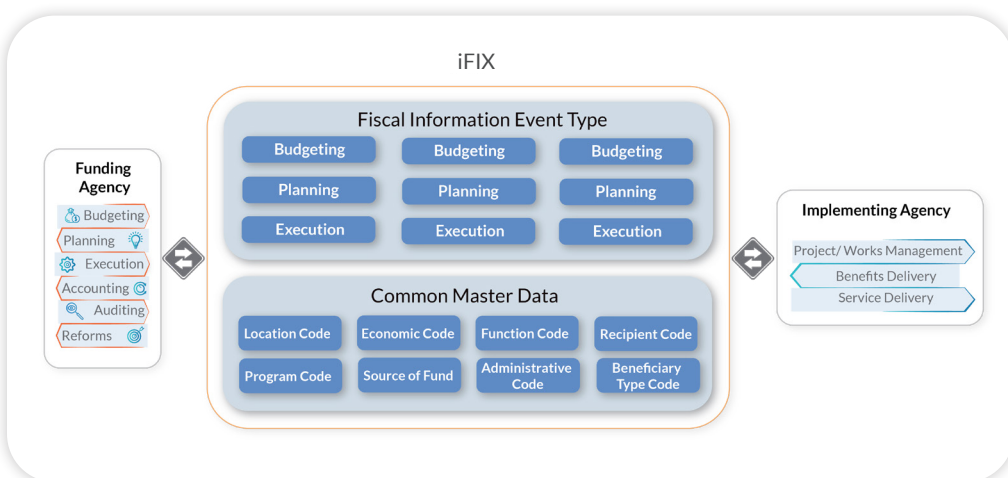 iFIX
Funding
Agency
Budgeting
Planning
Execution
Accounting
Auditing
Reforms
Fiscal Information Event Type
Budgeting Budgeting Budgeting
Planning Planning Planning
Execution Execution Execution
Common Master Data
Location Code Economic Code Function Code Recipient Code
Program Code Source of Fund Administrative Code Beneficiary Type Code
Implementing Agency
Project/ Works Management
Benefits Delivery
Service Delivery